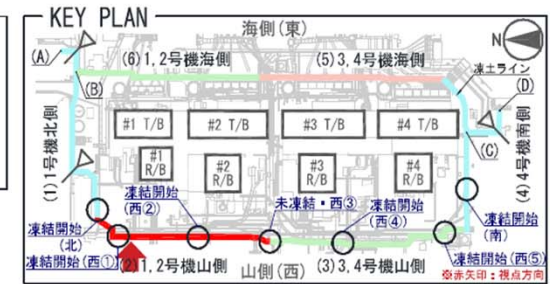 KEY PLAN
海側(東)
N
(A)
(6)1,2号機海側
(5)3,4号機海側
凍土ライン
(B)
(D)
#1 T/B
#2 T/B
#3 T/B
#4 T/B
(C)
(1)1号機北側
(4)4号機南側
#1
R/B
#2
R/B
#3
R/B
#4
R/B
凍結開始
(西②)
未凍結・西③
凍結開始
(西④)
凍結開始
(北)
凍結開始
(南)
凍結開始(西①)
(2)1,2号機山側
山側(西)
(3)3,4号機山側
凍結開始(西⑤)
※赤矢印:視点方向